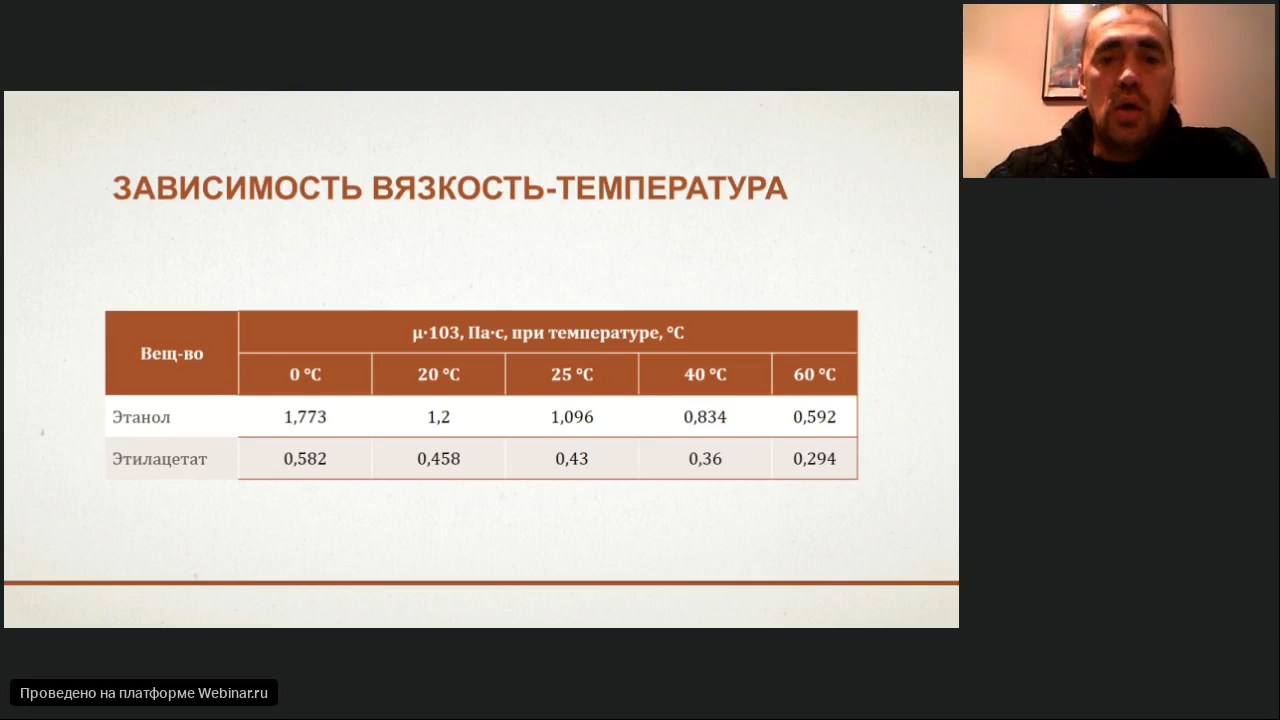 ЗАВИСИМОСТЬ ВЯЗКОСТЬ-ТЕМПЕРАТУРА
Вещ-во
μ·103, Па·с, при температуре, °С
0 °С 20 °С 25 °С 40 °С 60 °С
Этанол 1,773 1,2 1,096 0,834 0,592
Этилацетат 0,582 0,458 0,43 0,36 0,294
Проведено на платформе Webinar.ru